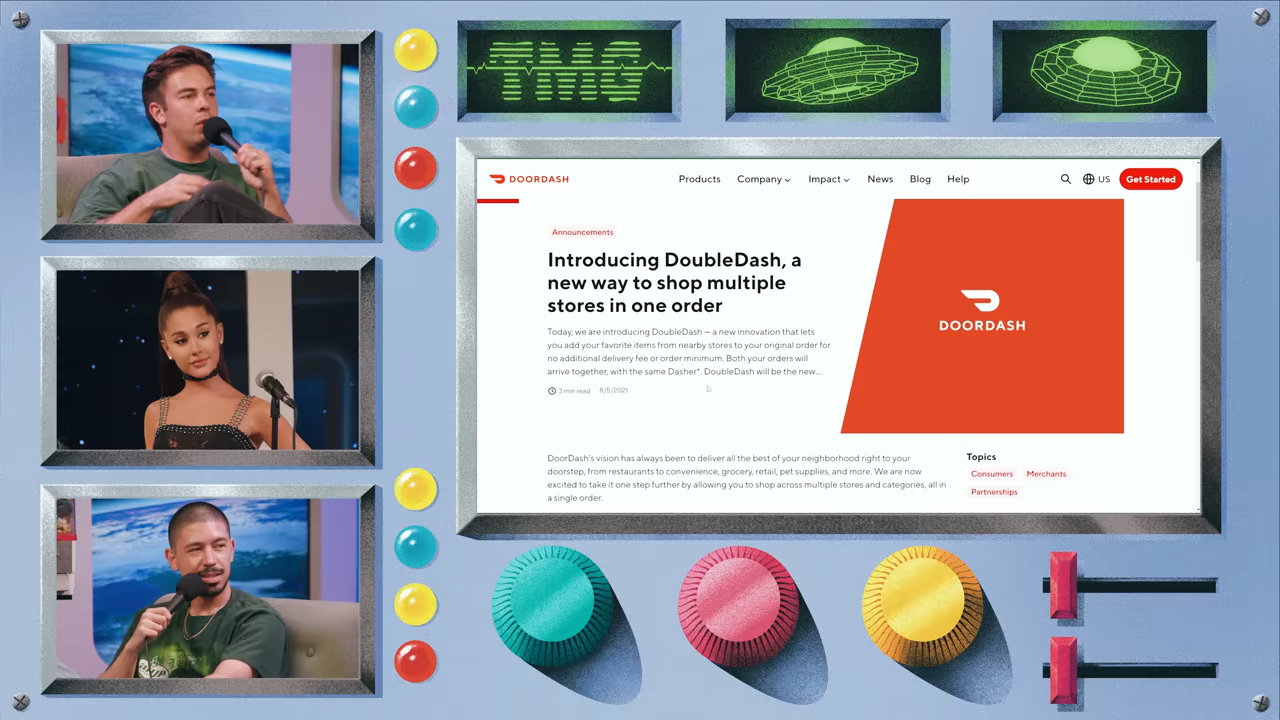 TMG
DOORDASH
Products
Company
Impact
News
Blog
Help
US
Get Started
Announcements
Introducing DoubleDash, a
new way to shop multiple
stores in one order
Today, we are introducing DoubleDash – a new innovation that lets
you add your favorite items from nearby stores to your original order for
no additional delivery fee or order minimum. Both your orders will
arrive together, with the same Dasher*. DoubleDash will be the new...
3 min read 8/5/2021
DOORDASH
DoorDash's vision has always been to deliver all the best of your neighborhood right to your
doorstep, from restaurants to convenience, grocery, retail, pet supplies, and more. We are now
excited to take it one step further by allowing you to shop across multiple stores and categories, all in
a single order.
Topics
Consumers Merchants
Partnerships